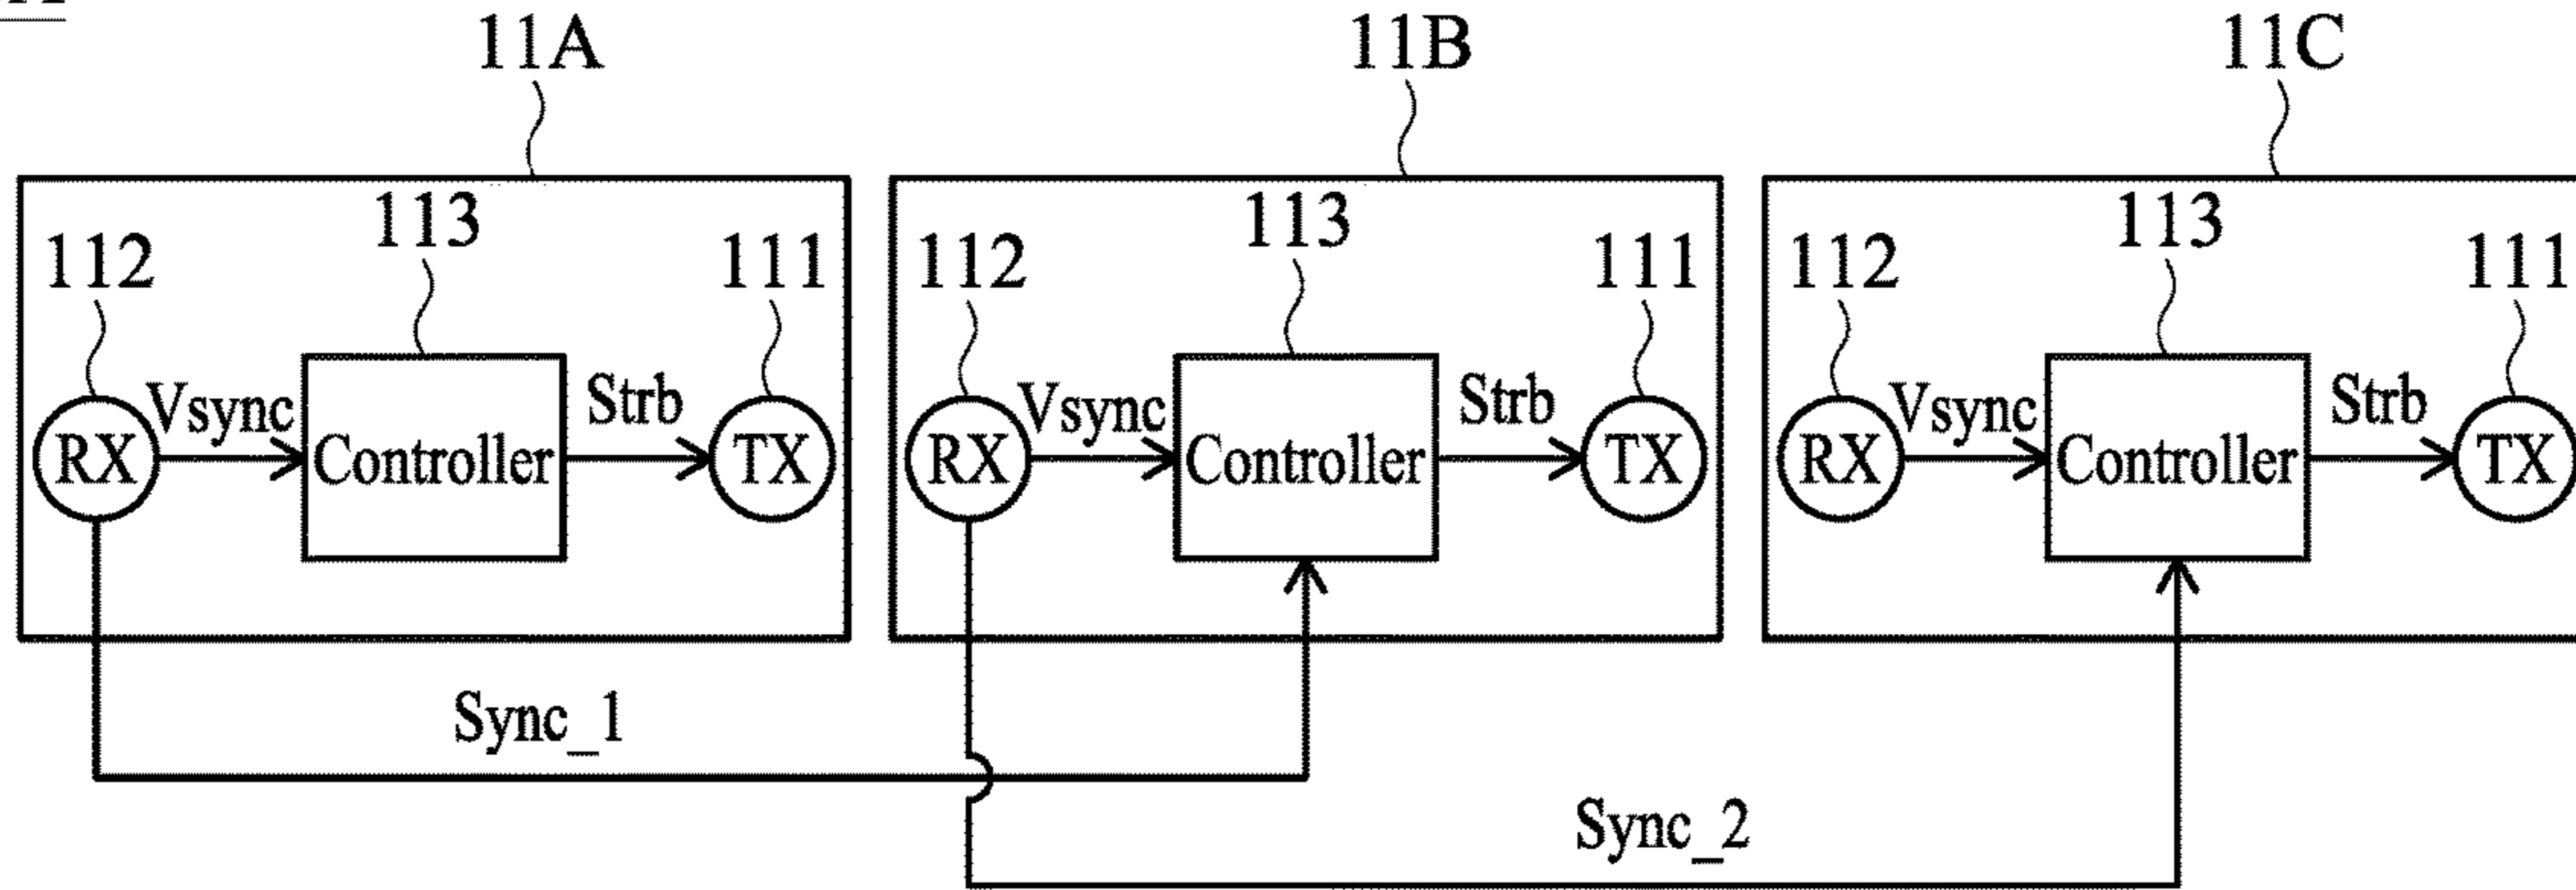 11A 11B 11C
113 113 113
112 111 112 111 112 111
Vsync Strb Vsync Strb Vsync Strb
RX Controller TX RX Controller TX RX Controller TX
Sync_1
Sync_2